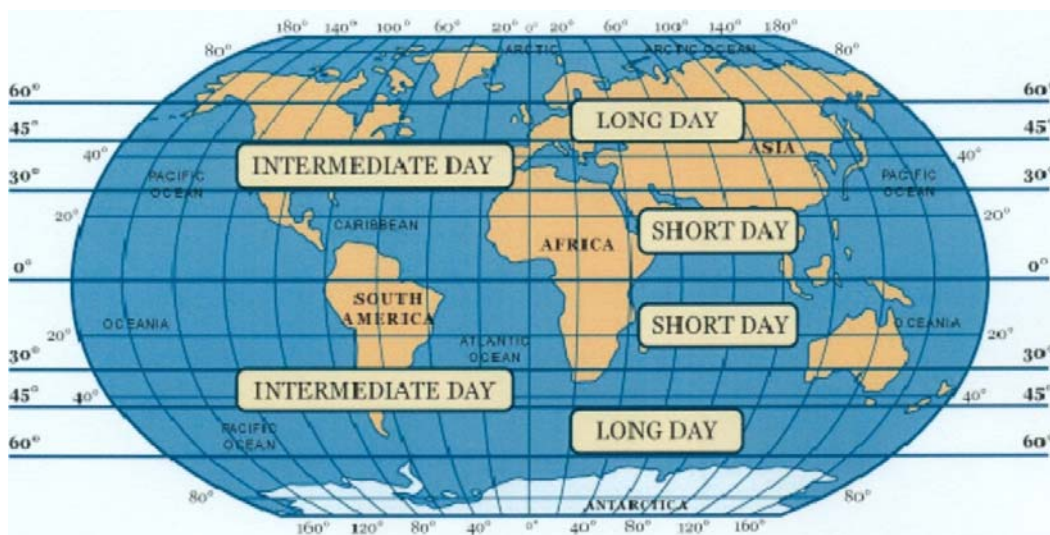 180° 140° 100° 60° 20° 0° 20° 60° 100° 140° 180°
80° ARCTIC ARCTIC OCEAN 80°
60° 60°
LONG DAY
45° 45°
40° INTERMEDIATE DAY ASIA 40°
PACIFIC OCEAN
PACIFIC OCEAN
30° 30°
20° CARIBBEAN AFRICA SHORT DAY 20°
0° 0°
SOUTH AMERICA
OCEANIA SHORT DAY OCEANIA
20° ATLANTIC OCEAN 20°
30° 30°
INTERMEDIATE DAY
45° 40° 40° 45°
PACIFIC OCEAN LONG DAY
60° 60°
80° ANTARCTICA 80°
160° 120° 80° 40° 0° 40° 80° 120° 160°